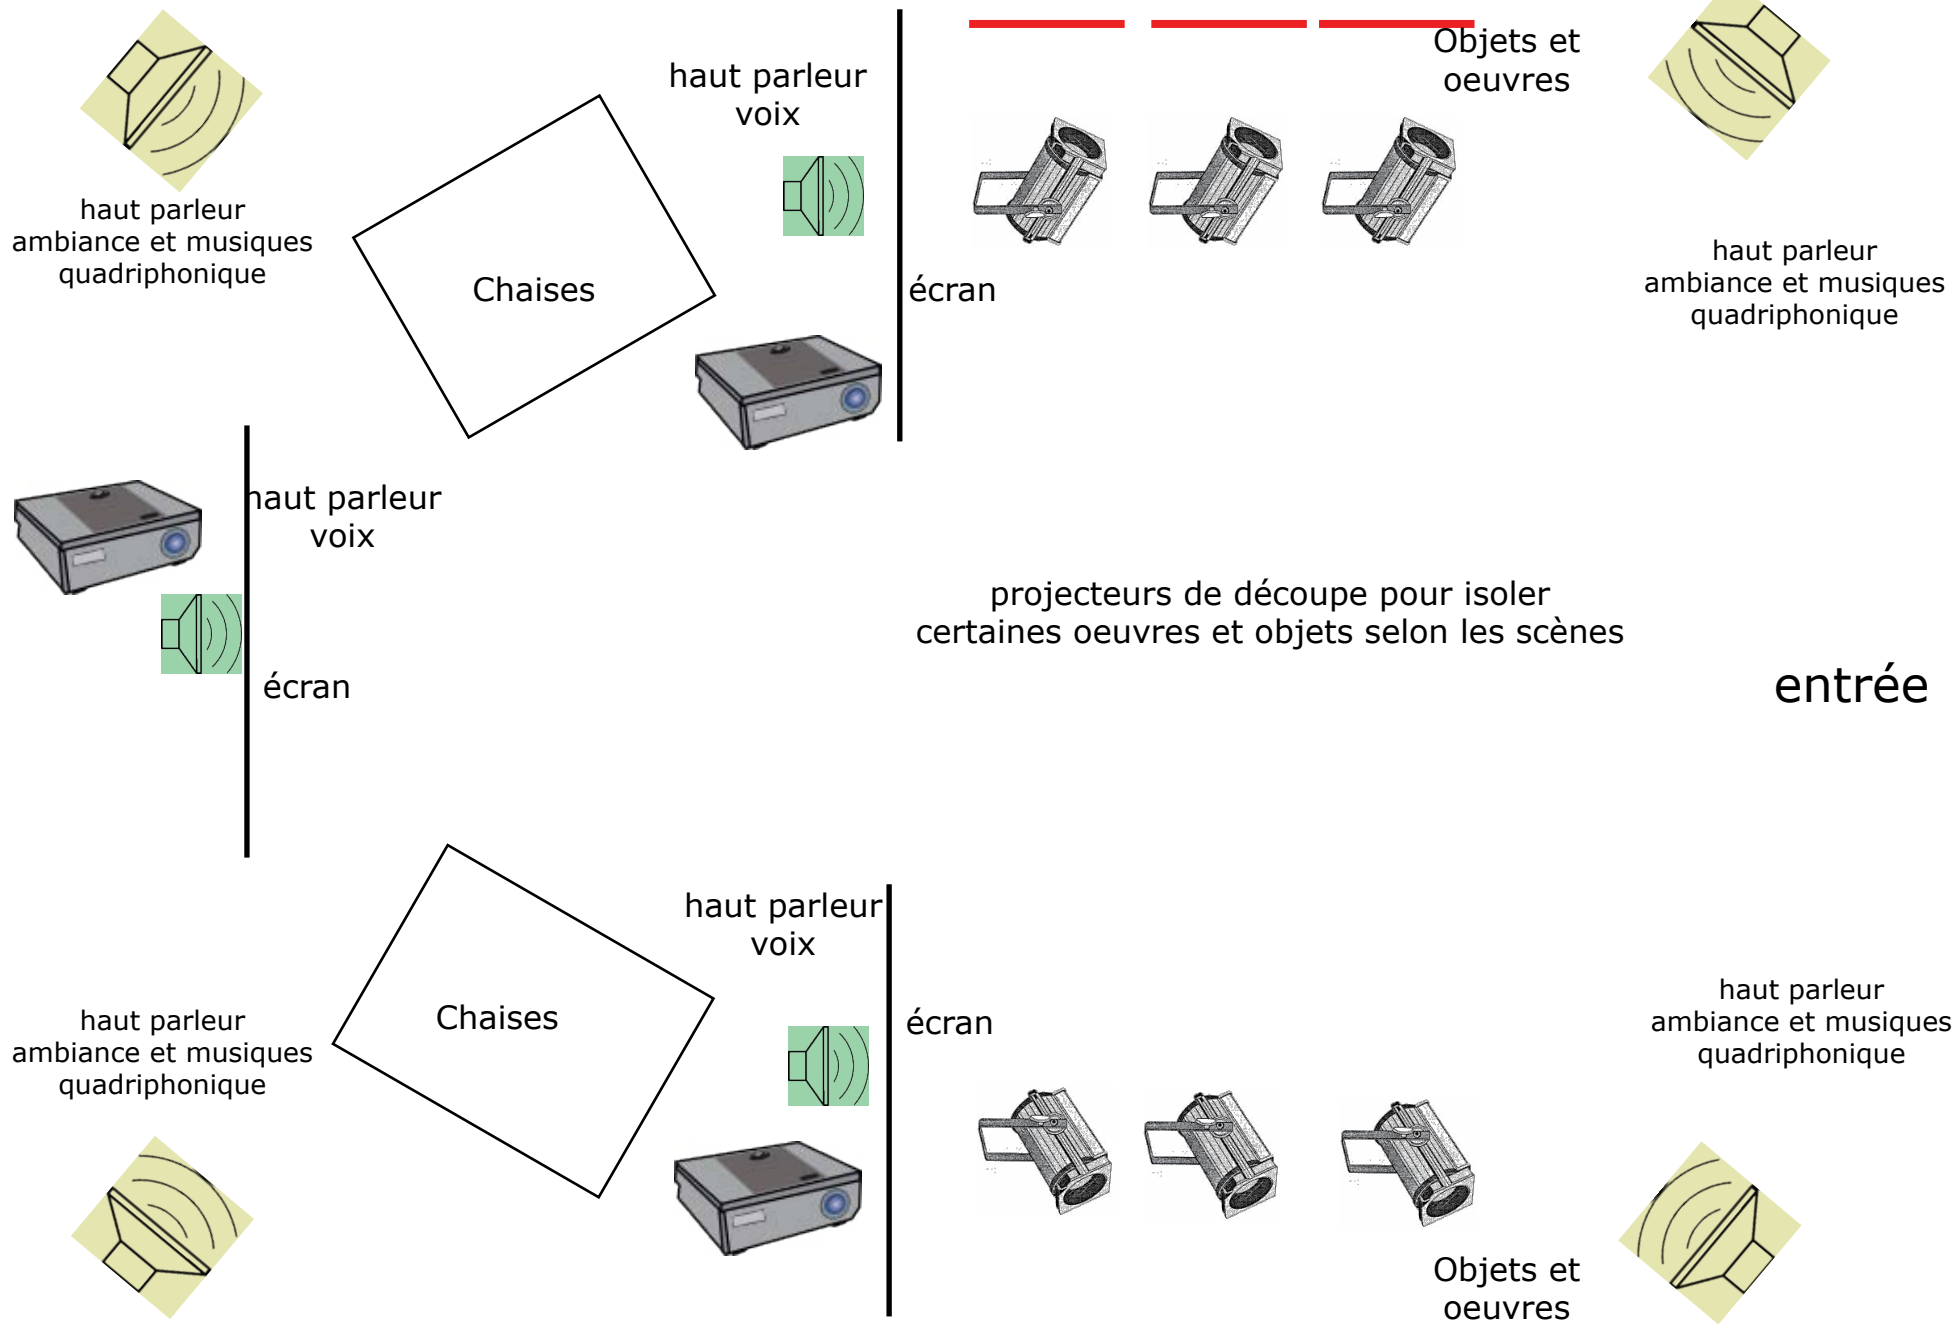 Objets et
oeuvres
haut parleur
voix
haut parleur
ambiance et musiques
quadriphonique
haut parleur
ambiance et musiques
quadriphonique
Chaises
écran
haut parleur
voix
projecteurs de découpe pour isoler
certaines oeuvres et objets selon les scènes
écran
entrée
haut parleur
voix
haut parleur
ambiance et musiques
quadriphonique
Chaises
écran
haut parleur
ambiance et musiques
quadriphonique
Objets et
oeuvres